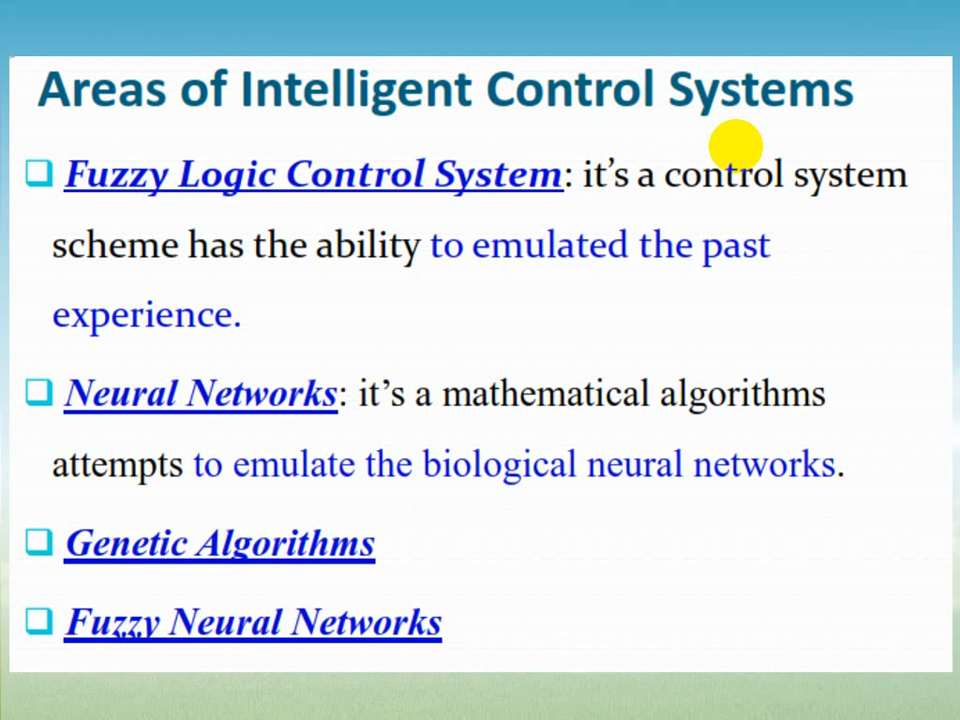 Areas of Intelligent Control Systems
Fuzzy Logic Control System: it's a control system
scheme has the ability to emulated the past
experience.
Neural Networks: it's a mathematical algorithms
attempts to emulate the biological neural networks.
Genetic Algorithms
Fuzzy Neural Networks